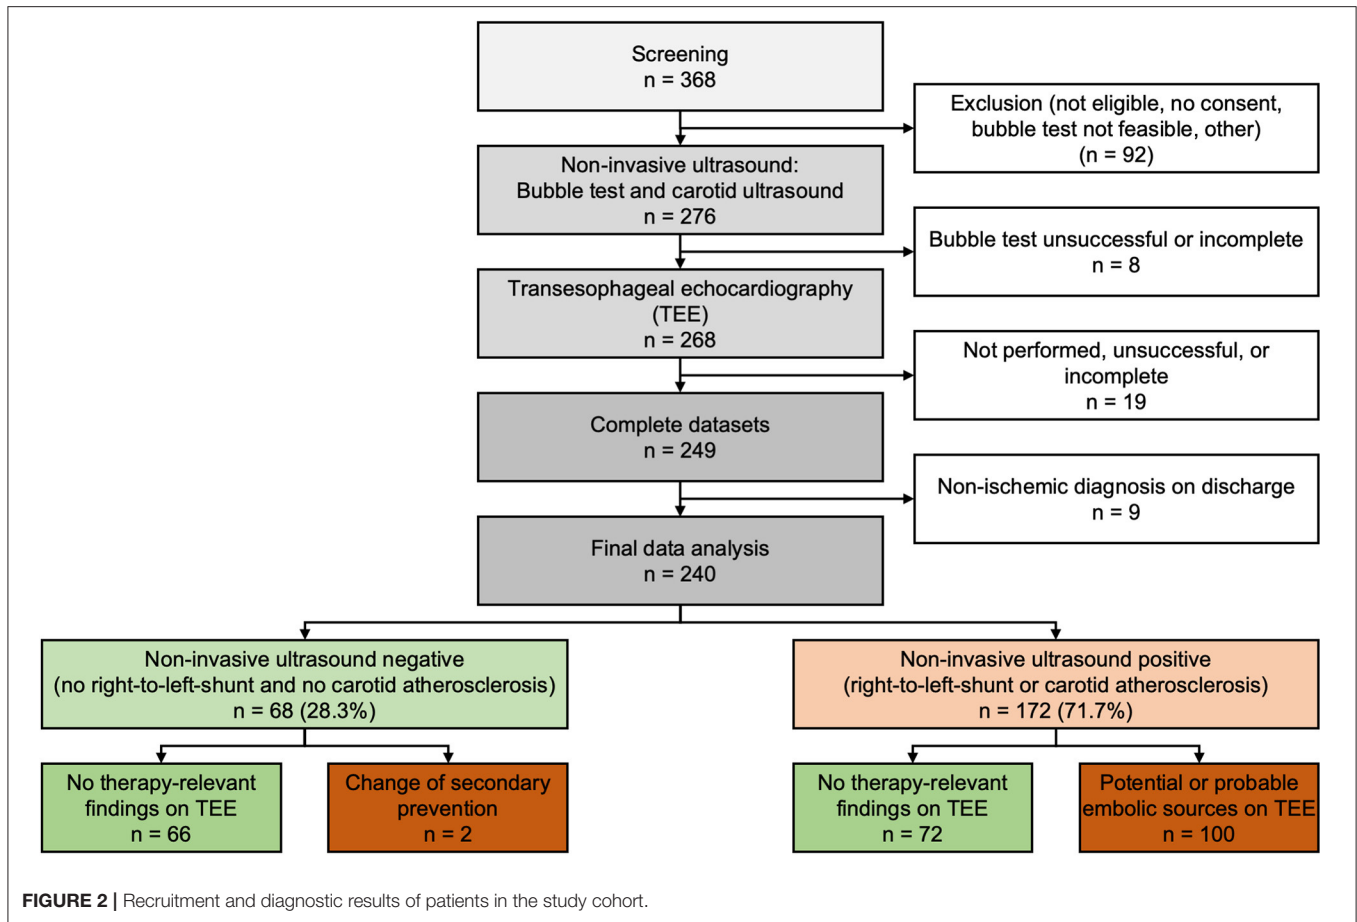 Screening
n = 368
Exclusion (not eligible, no consent,
bubble test not feasible, other)
(n = 92)
Non-invasive ultrasound:
Bubble test and carotid ultrasound
n = 276
Bubble test unsuccessful or incomplete
n = 8
Transesophageal echocardiography
(TEE)
n = 268
Not performed, unsuccessful, or
incomplete
n = 19
Complete datasets
n = 249
Non-ischemic diagnosis on discharge
n = 9
Final data analysis
n = 240
Non-invasive ultrasound negative
(no right-to-left-shunt and no carotid atherosclerosis)
n = 68 (28.3%)
Non-invasive ultrasound positive
(right-to-left-shunt or carotid atherosclerosis)
n = 172 (71.7%)
No therapy-relevant
findings on TEE
n = 66
Change of secondary
prevention
n = 2
No therapy-relevant
findings on TEE
n = 72
Potential or probable
embolic sources on TEE
n = 100
FIGURE 2 | Recruitment and diagnostic results of patients in the study cohort.